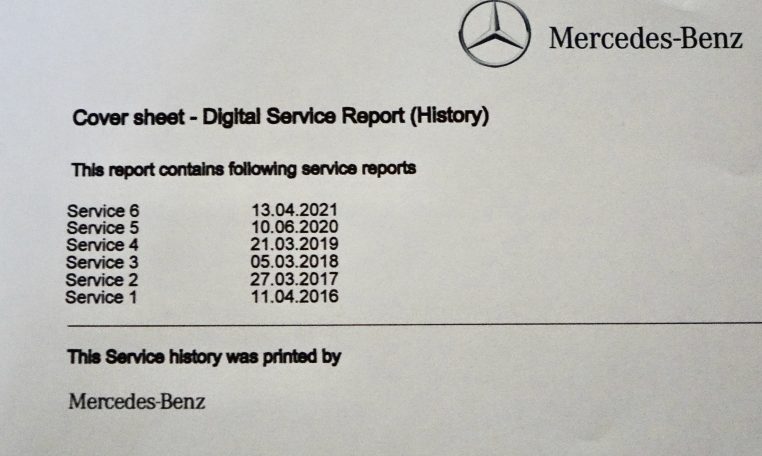 Mercedes-Benz
Cover sheet - Digital Service Report (History)
This report contains following service reports
Service 6 13.04.2021
Service 5 10.06.2020
Service 4 21.03.2019
Service 3 05.03.2018
Service 2 27.03.2017
Service 1 11.04.2016
This Service history was printed by
Mercedes-Benz